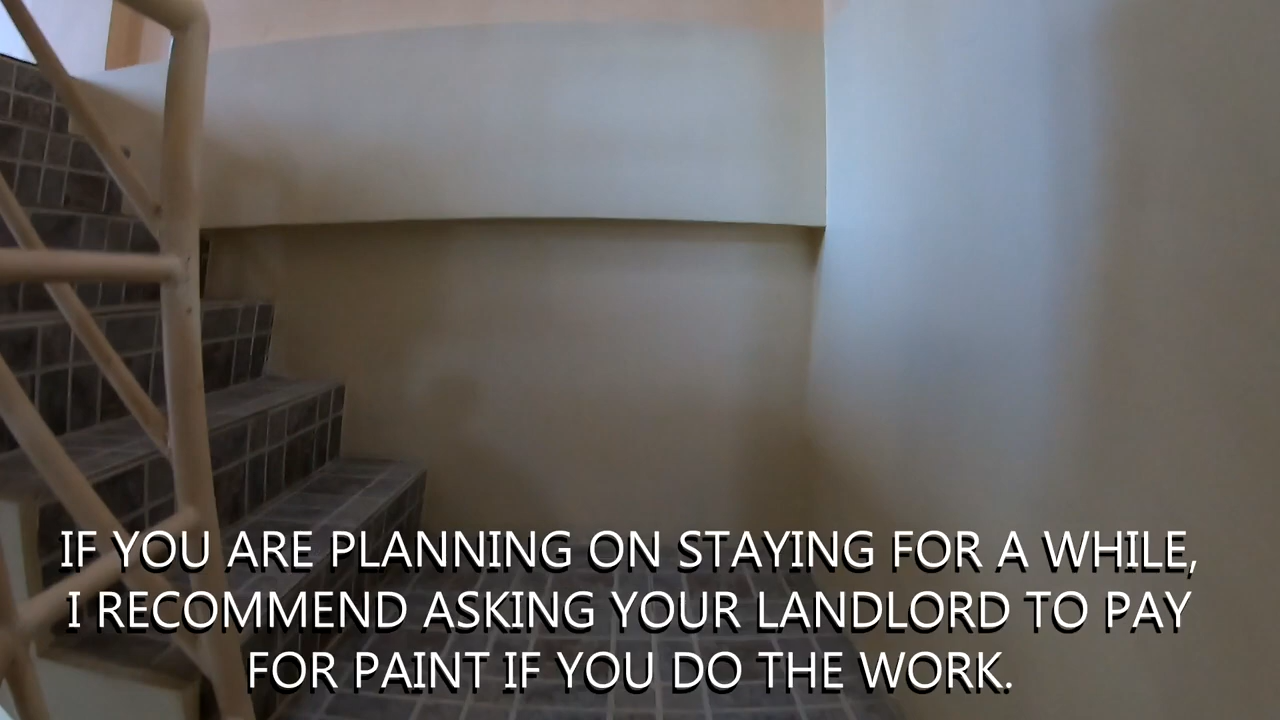 IF YOU ARE PLANNING ON STAYING FOR A WHILE,
I RECOMMEND ASKING YOUR LANDLORD TO PAY
FOR PAINT IF YOU DO THE WORK.